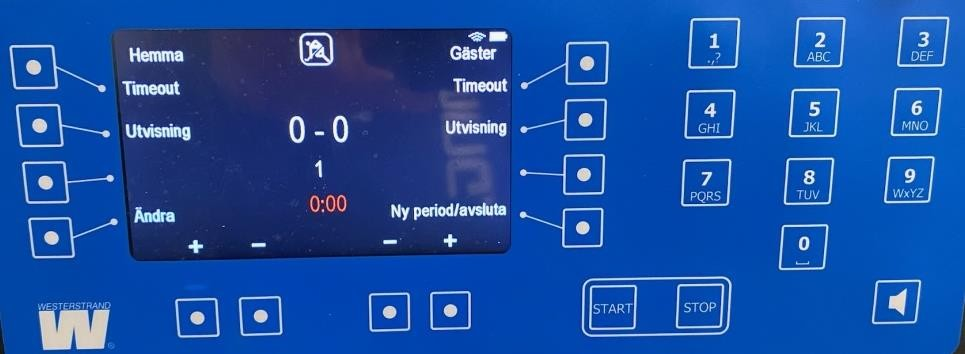 Hemma
Gäster
Timeout
Timeout
Utvisning
0 - 0
Utvisning
1
0:00
Ändra
Ny period/avsluta
+ - - +
1
.,?
2
ABC
3
DEF
4
GHI
5
JKL
6
MNO
7
PQRS
8
TUV
9
WxYZ
0
START
STOP
WESTERSTRAND
W